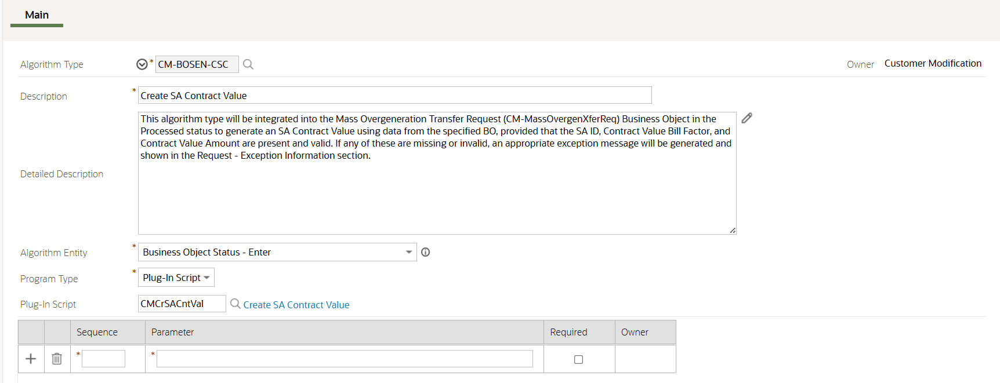 Main
Algorithm Type * CM-BOSEN-CSC Owner Customer Modification
Description * Create SA Contract Value
This algorithm type will be integrated into the Mass Overgeneration Transfer Request (CM-MassOvergenXferReq) Business Object in the
Processed status to generate an SA Contract Value using data from the specified BO, provided that the SA ID, Contract Value Bill Factor, and
Contract Value Amount are present and valid. If any of these are missing or invalid, an appropriate exception message will be generated and
shown in the Request - Exception Information section.
Detailed Description
Algorithm Entity * Business Object Status - Enter
Program Type * Plug-In Script
Plug-In Script CMCrSACntVal Create SA Contract Value
Sequence Parameter Required Owner
* *